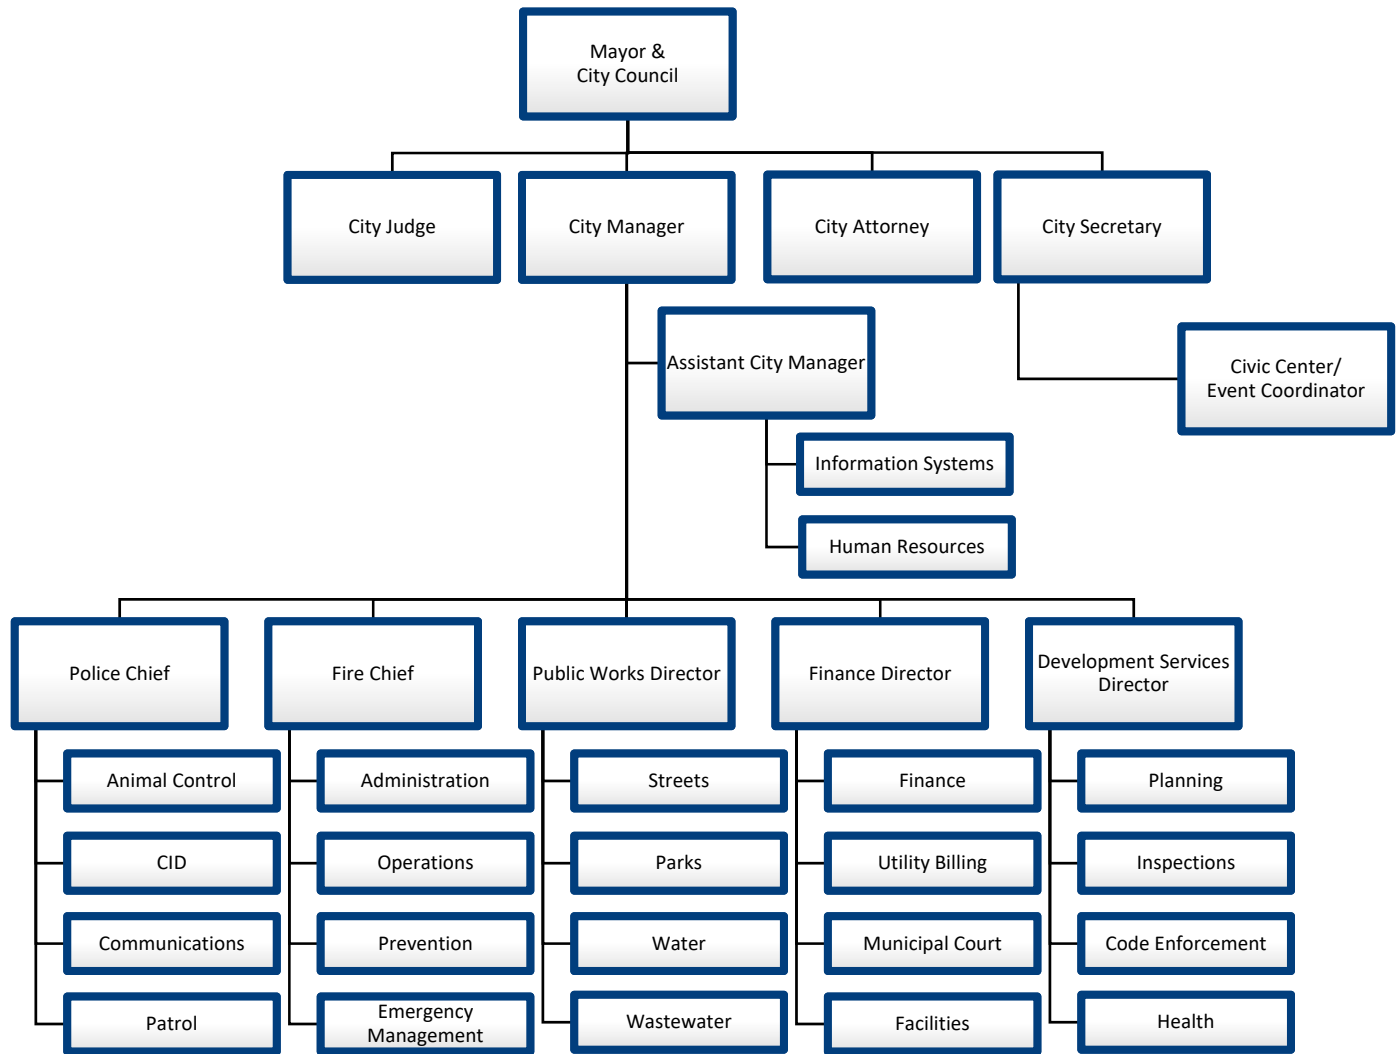 Mayor &
City Council
City Judge
City Manager
City Attorney
City Secretary
Assistant City Manager
Civic Center/
Event Coordinator
Information Systems
Human Resources
Police Chief
Fire Chief
Public Works Director
Finance Director
Development Services
Director
Animal Control
Administration
Streets
Finance
Planning
CID
Operations
Parks
Utility Billing
Inspections
Communications
Prevention
Water
Municipal Court
Code Enforcement
Patrol
Emergency
Management
Wastewater
Facilities
Health